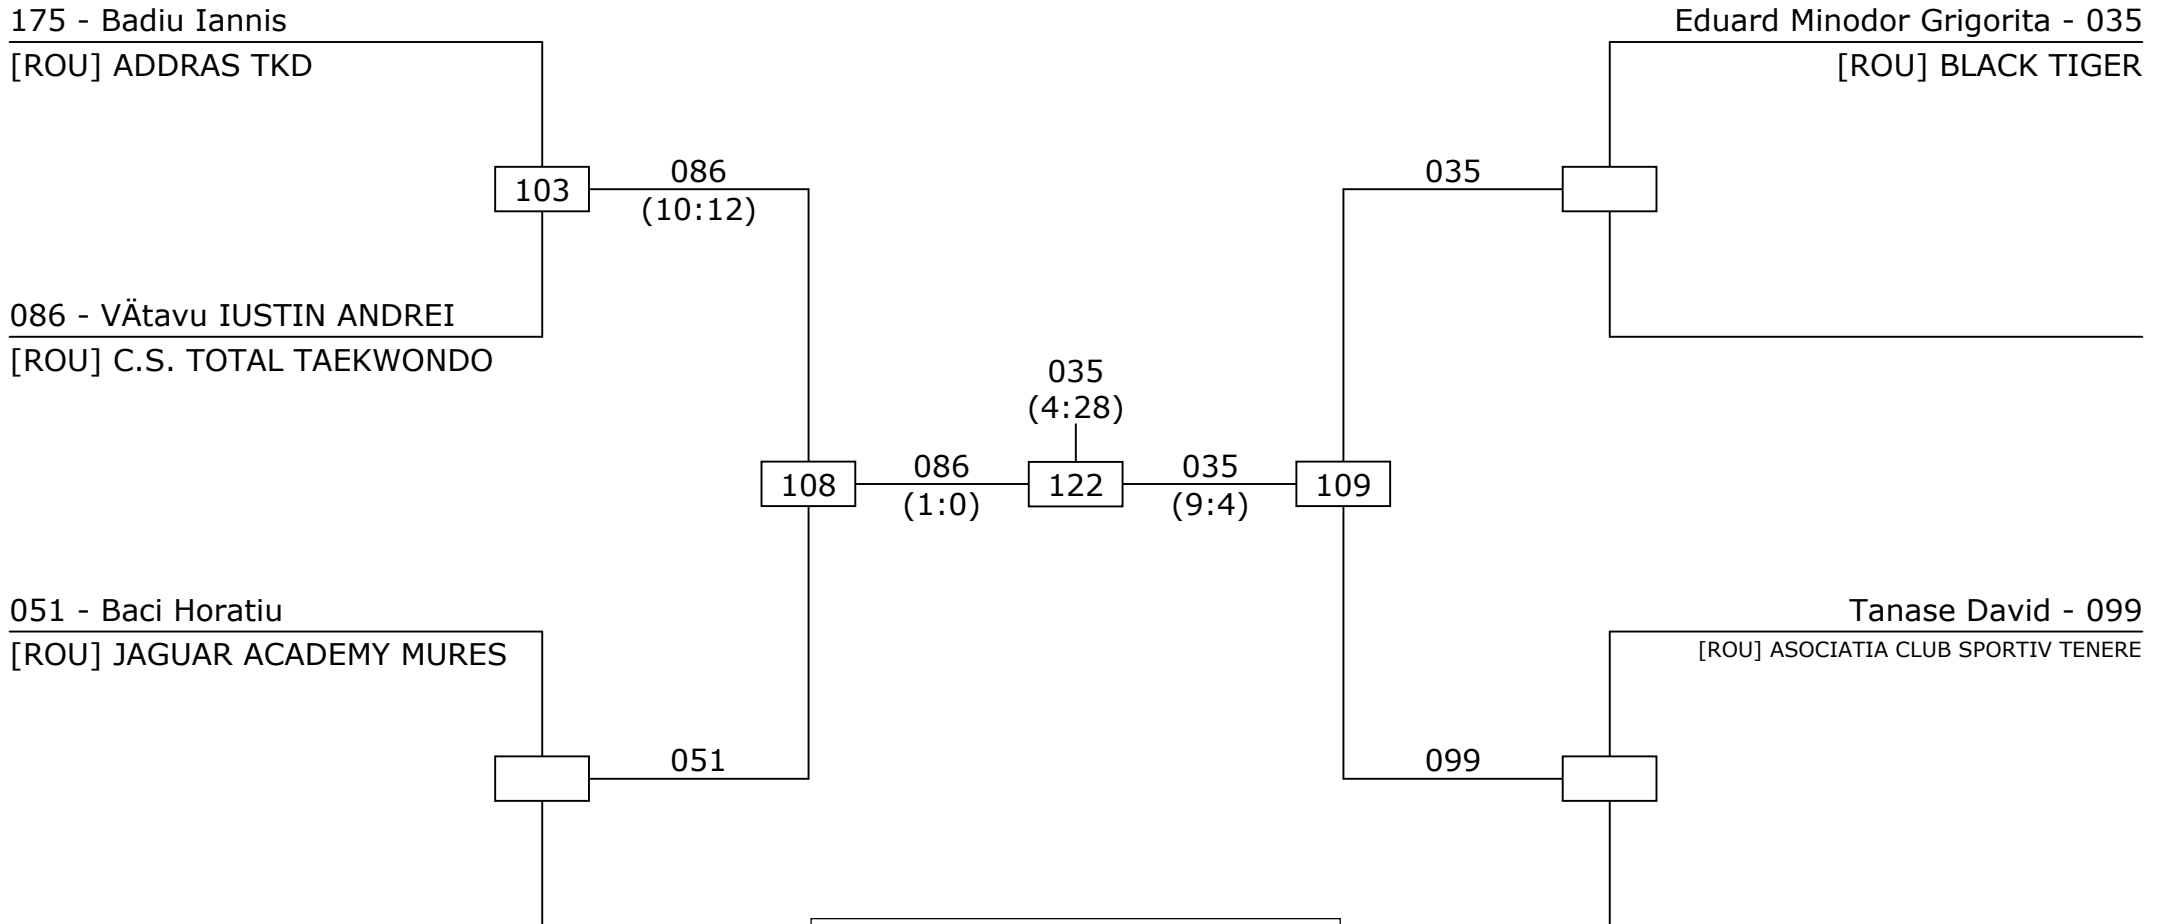 175 - Badiu Iannis
[ROU] ADDRAS TKD
Eduard Minodor Grigorita - 035
[ROU] BLACK TIGER
103
086
(10:12)
035
086 - VÄtavu IUSTIN ANDREI
[ROU] C.S. TOTAL TAEKWONDO
035
(4:28)
108
086
(1:0)
122
035
(9:4)
109
051 - Baci Horatiu
[ROU] JAGUAR ACADEMY MURES
Tanase David - 099
[ROU] ASOCIATIA CLUB SPORTIV TENERE
051
099